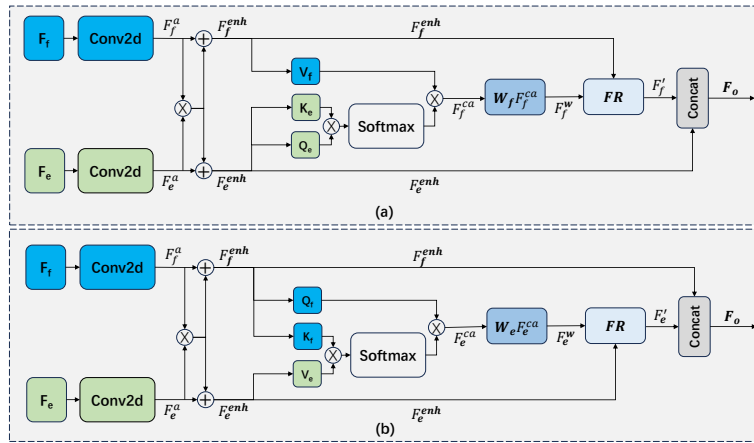 F_f Conv2d F_f^a F_f^enh F_f^enh
V_f
K_e
Q_e
Softmax
F_f^ca W_f F_f^ca F_f^w FR F_f' Concat F_o
F_e Conv2d F_e^a F_e^enh F_e^enh
(a)
F_f Conv2d F_f^a F_f^enh F_f^enh
Q_f
K_f
V_e
Softmax
F_e^ca W_e F_e^ca F_e^w FR F_e' Concat F_o
F_e Conv2d F_e^a F_e^enh F_e^enh
(b)